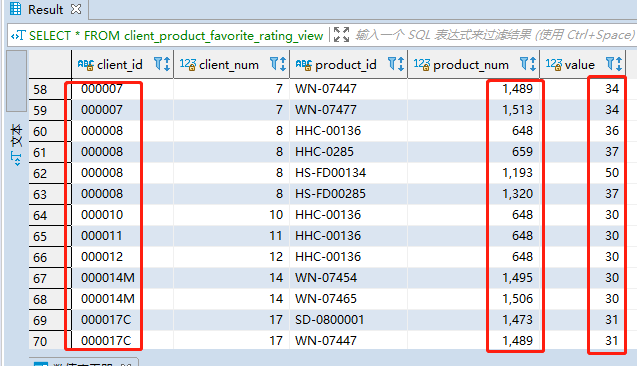 Result
SELECT * FROM client_product_favorite_rating_view 输入一个 SQL 表达式来过滤结果 (使用 Ctrl+Space)
ABC client_id 123 client_num ABC product_id 123 product_num 123 value
58 000007 7 WN-07447 1,489 34
59 000007 7 WN-07477 1,513 34
60 000008 8 HHC-00136 648 36
61 000008 8 HHC-0285 659 37
62 000008 8 HS-FD00134 1,193 50
63 000008 8 HS-FD00285 1,320 37
64 000010 10 HHC-00136 648 30
65 000011 11 HHC-00136 648 30
66 000012 12 HHC-00136 648 30
67 000014M 14 WN-07454 1,495 30
68 000014M 14 WN-07465 1,506 30
69 000017C 17 SD-0800001 1,473 31
70 000017C 17 WN-07447 1,489 31
文本